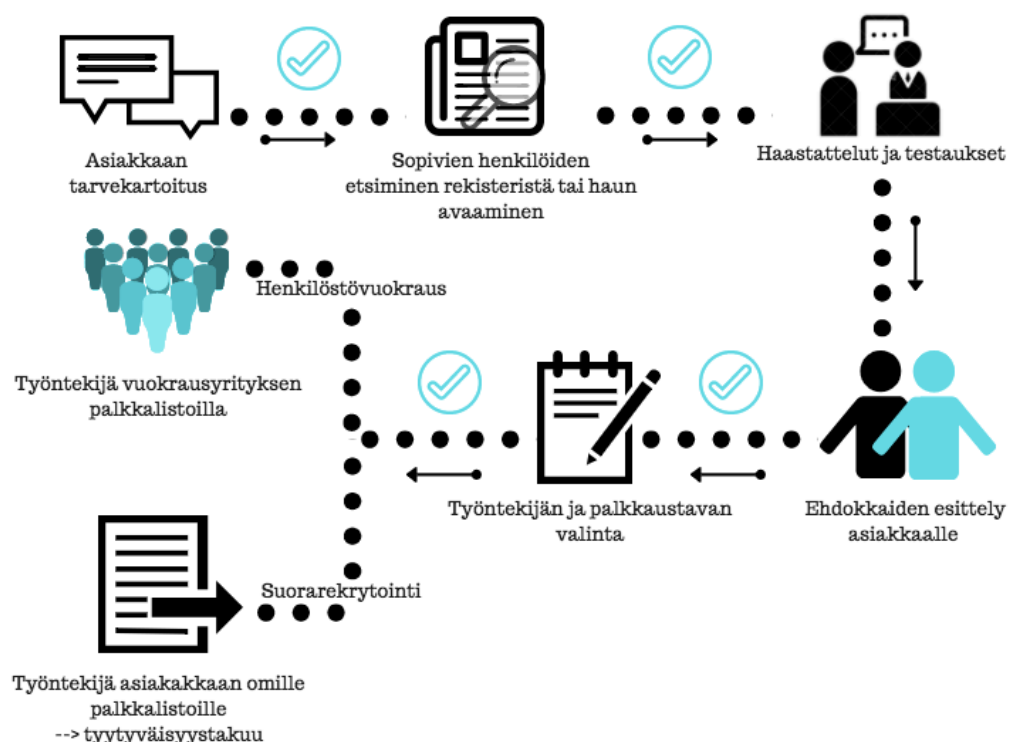 Asiakkaan
tarvekartoitus
Sopivien henkilöiden
etsiminen rekisteristä tai haun
avaaminen
Haastattelut ja testaukset
Ehdokkaiden esittely
asiakkaalle
Työntekijän ja palkkaustavan
valinta
Henkilöstövuokraus
Työntekijä vuokrausyrityksen
palkkalistoilla
Suorarekrytointi
Työntekijä asiakakkaan omille
palkkalistoille
--> tyytyväisyystakuu